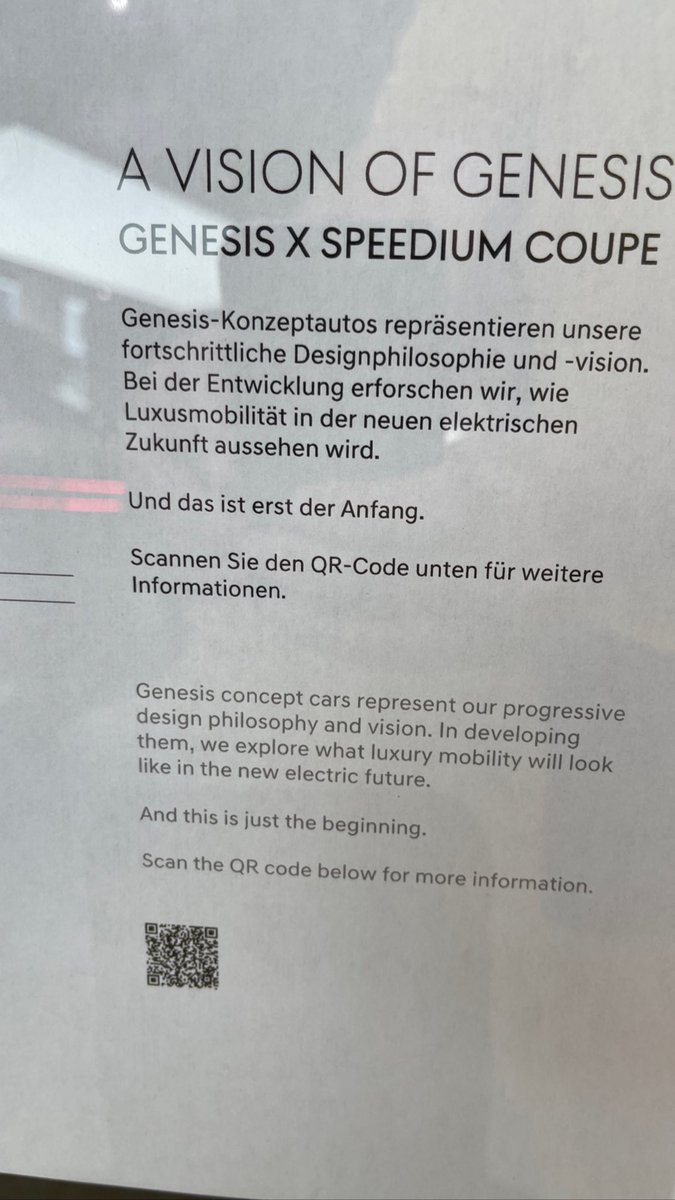 A VISION OF GENESIS
GENESIS X SPEEDIUM COUPE
Genesis-Konzeptautos repräsentieren unsere
fortschrittliche Designphilosophie und -vision.
Bei der Entwicklung erforschen wir, wie
Luxusmobilität in der neuen elektrischen
Zukunft aussehen wird.
Und das ist erst der Anfang.
Scannen Sie den QR-Code unten für weitere
Informationen.
Genesis concept cars represent our progressive
design philosophy and vision. In developing
them, we explore what luxury mobility will look
like in the new electric future.
And this is just the beginning.
Scan the QR code below for more information.